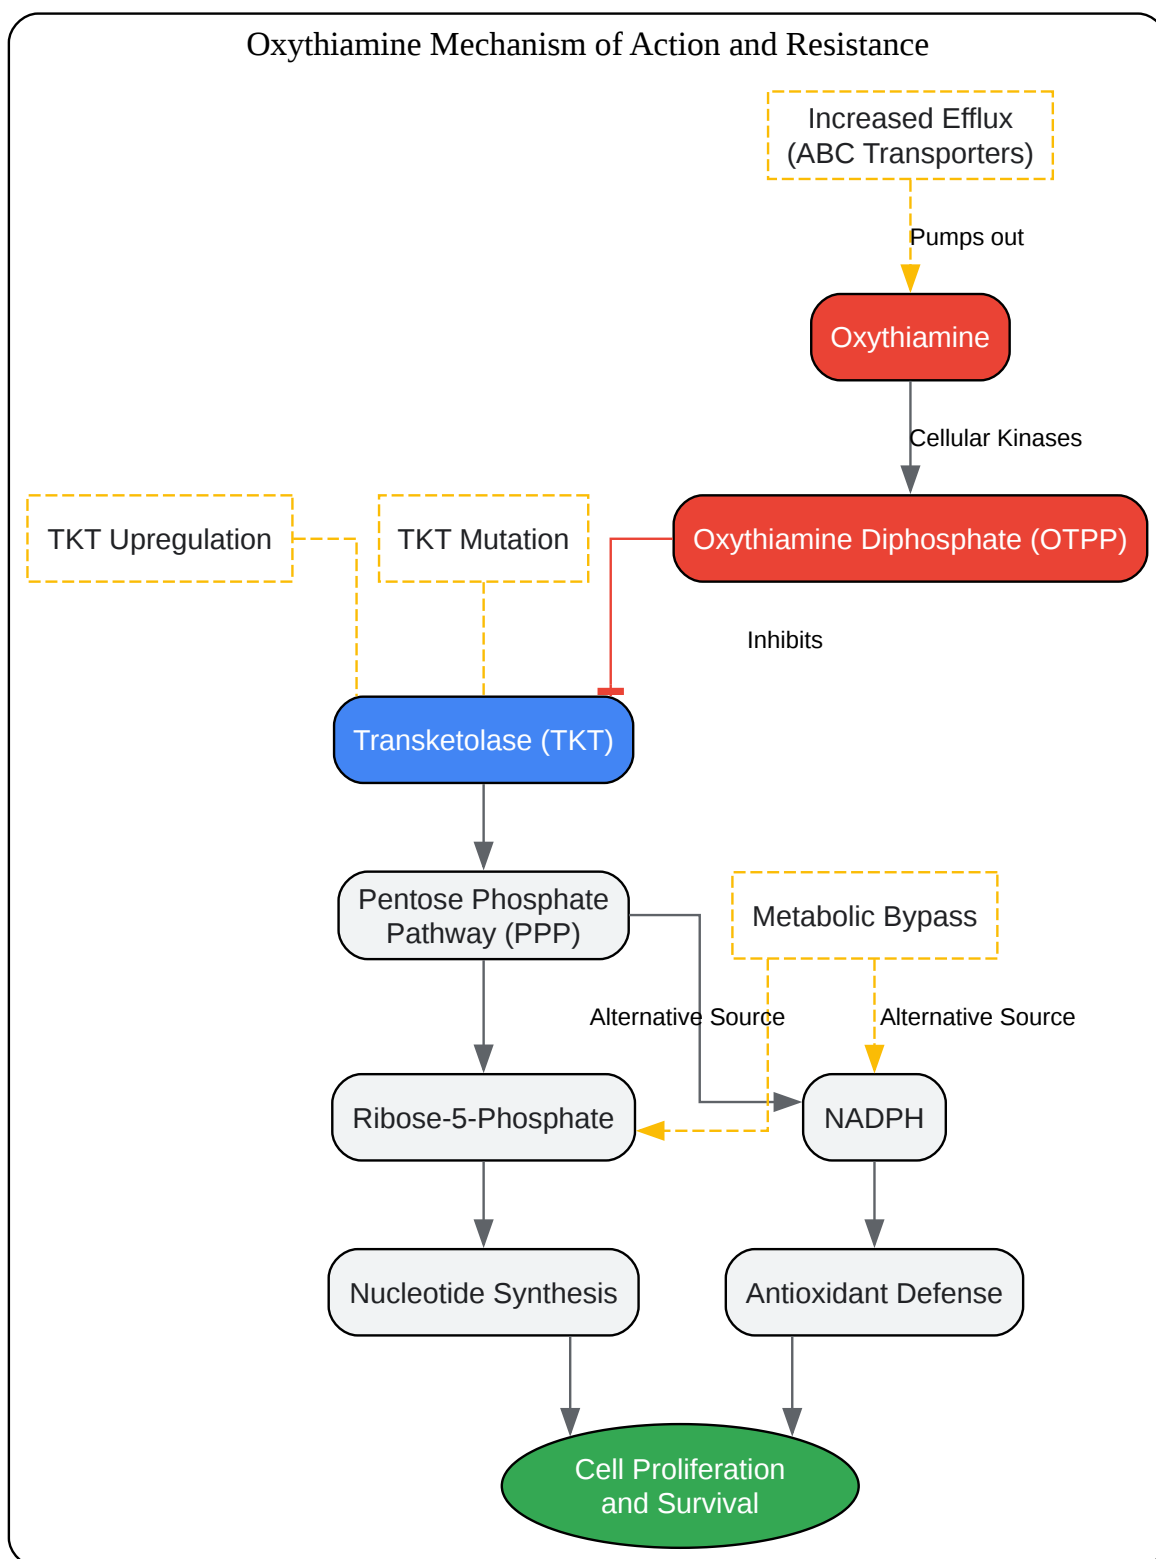 Oxythiamine Mechanism of Action and Resistance
Increased Efflux
(ABC Transporters)
Pumps out
Oxythiamine
Cellular Kinases
TKT Upregulation
TKT Mutation
Oxythiamine Diphosphate (OTPP)
Inhibits
Transketolase (TKT)
Pentose Phosphate
Pathway (PPP)
Metabolic Bypass
Alternative Source
Alternative Source
Ribose-5-Phosphate
NADPH
Nucleotide Synthesis
Antioxidant Defense
Cell Proliferation
and Survival